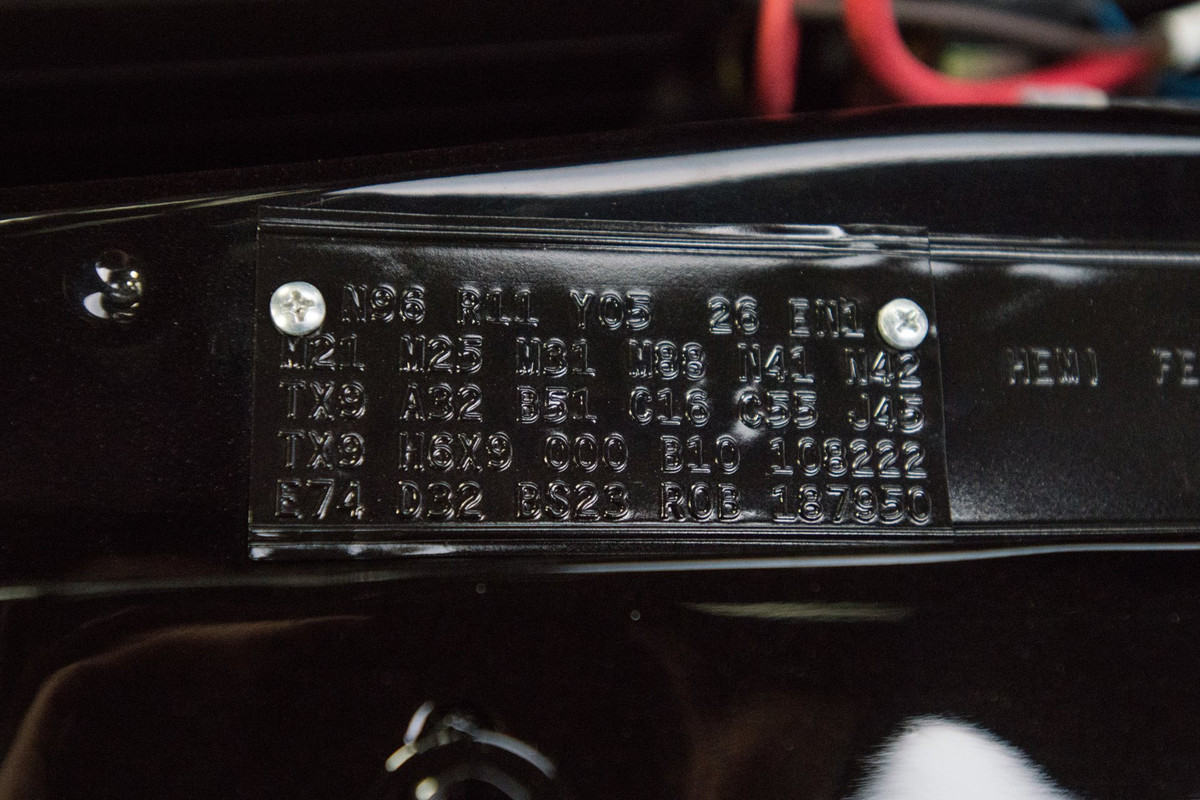 N96 R11 Y05 26 EN1
M21 M25 M31 M88 N41 N42
TX9 A32 B51 C16 C55 J45
TX9 H6X9 000 B10 108222
E74 D32 BS23 R0B 187950
HEMI FE